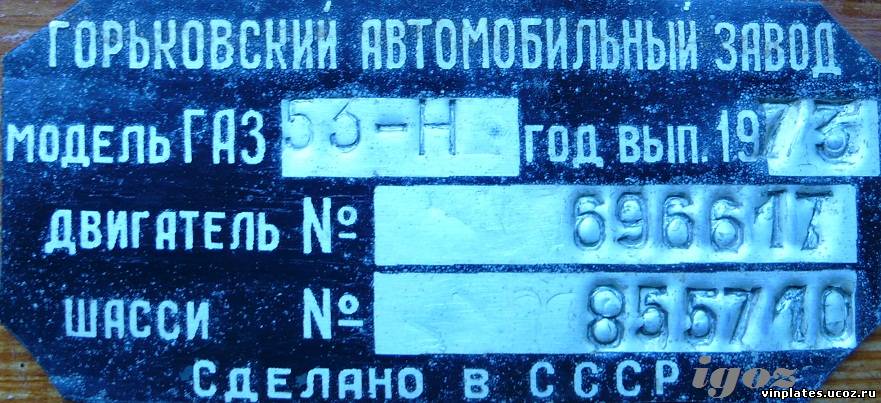 ГОРЬКОВСКИЙ АВТОМОБИЛЬНЫЙ ЗАВОД
МОДЕЛЬ ГАЗ 53-Н ГОД ВЫП. 1973
ДВИГАТЕЛЬ № 696617
ШАССИ № 855710
СДЕЛАНО В СССР
igoz
vinplates.ucoz.ru